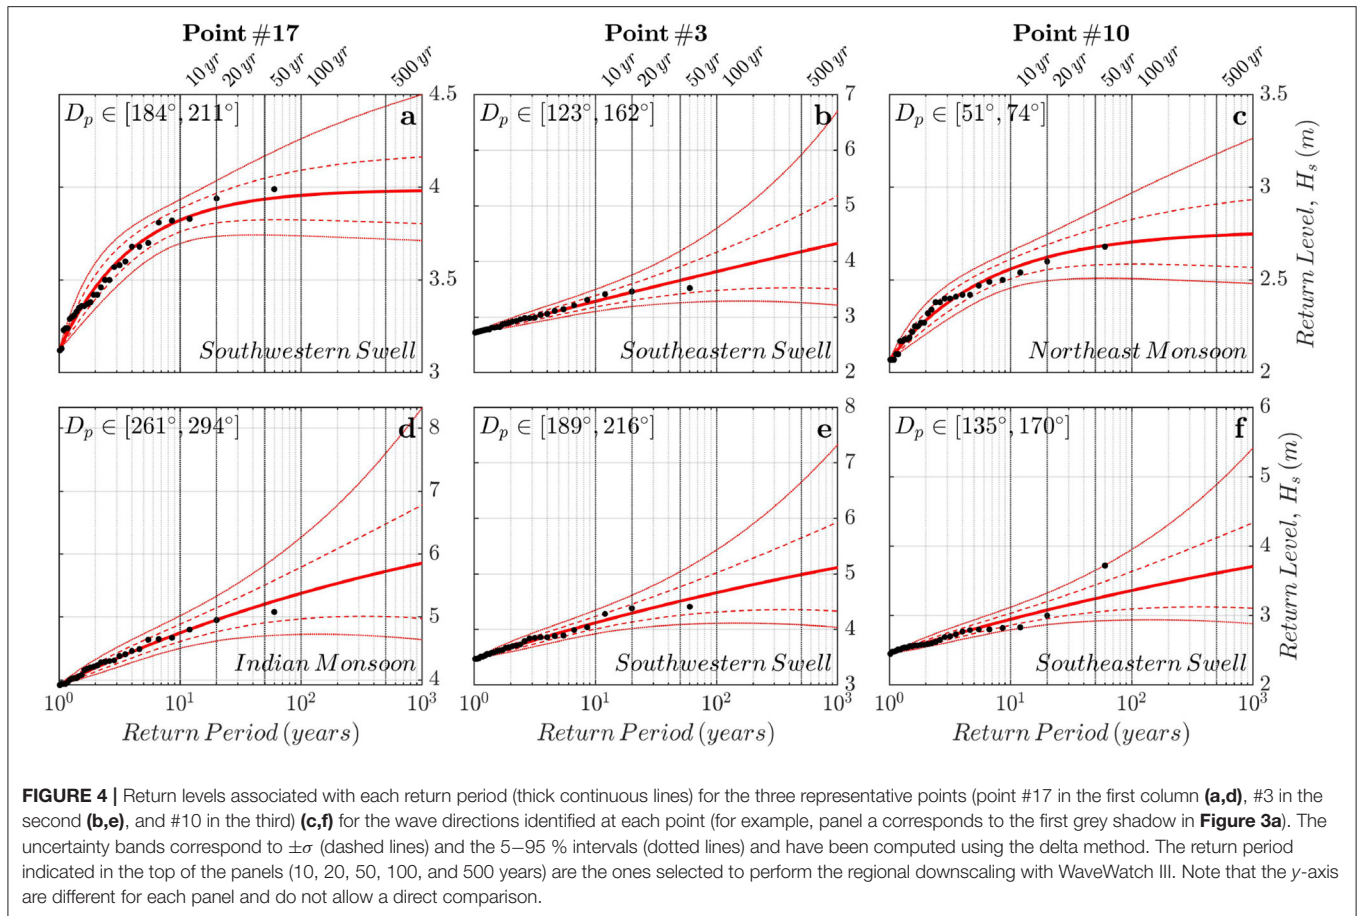 Point #17 Point #3 Point #10
10 yr 20 yr 50 yr 100 yr 500 yr 10 yr 20 yr 50 yr 100 yr 500 yr 10 yr 20 yr 50 yr 100 yr 500 yr
D_p ∈ [184°, 211°] a
4.5
4
3.5
3
Southwestern Swell
D_p ∈ [123°, 162°] b
7
6
5
4
3
2
Southeastern Swell
D_p ∈ [51°, 74°] c
3.5
3
2.5
2
Northeast Monsoon
Return Level, H_s (m)
D_p ∈ [261°, 294°] d
8
7
6
5
4
Indian Monsoon
10^0 10^1 10^2 10^3
Return Period (years)
D_p ∈ [189°, 216°] e
8
7
6
5
4
3
Southwestern Swell
10^0 10^1 10^2 10^3
Return Period (years)
D_p ∈ [135°, 170°] f
6
5
4
3
2
Southeastern Swell
10^0 10^1 10^2 10^3
Return Period (years)
Return Level, H_s (m)
FIGURE 4 | Return levels associated with each return period (thick continuous lines) for the three representative points (point #17 in the first column (a,d), #3 in the
second (b,e), and #10 in the third) (c,f) for the wave directions identified at each point (for example, panel a corresponds to the first grey shadow in Figure 3a). The
uncertainty bands correspond to ±σ (dashed lines) and the 5−95 % intervals (dotted lines) and have been computed using the delta method. The return period
indicated in the top of the panels (10, 20, 50, 100, and 500 years) are the ones selected to perform the regional downscaling with WaveWatch III. Note that the y-axis
are different for each panel and do not allow a direct comparison.